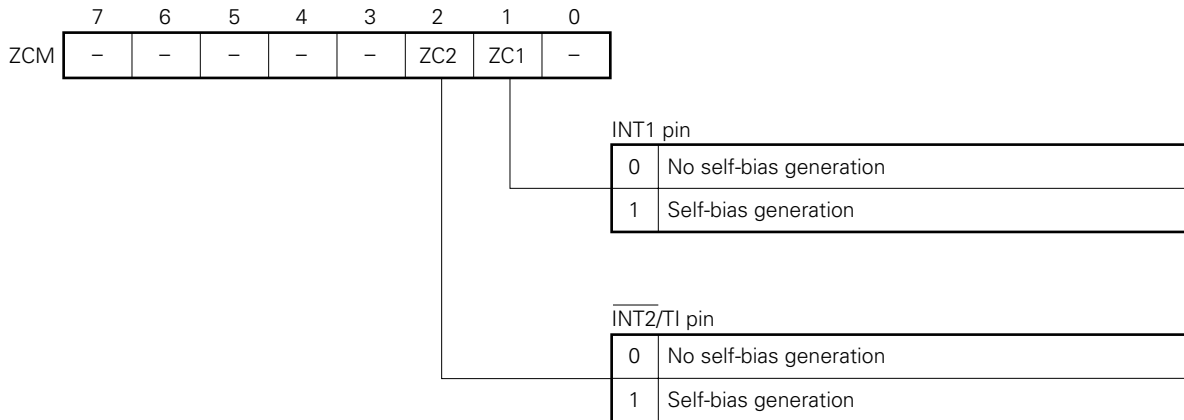 7 6 5 4 3 2 1 0
ZCM – – – – – ZC2 ZC1 –
INT1 pin
0 No self-bias generation
1 Self-bias generation
INT2/TI pin
0 No self-bias generation
1 Self-bias generation